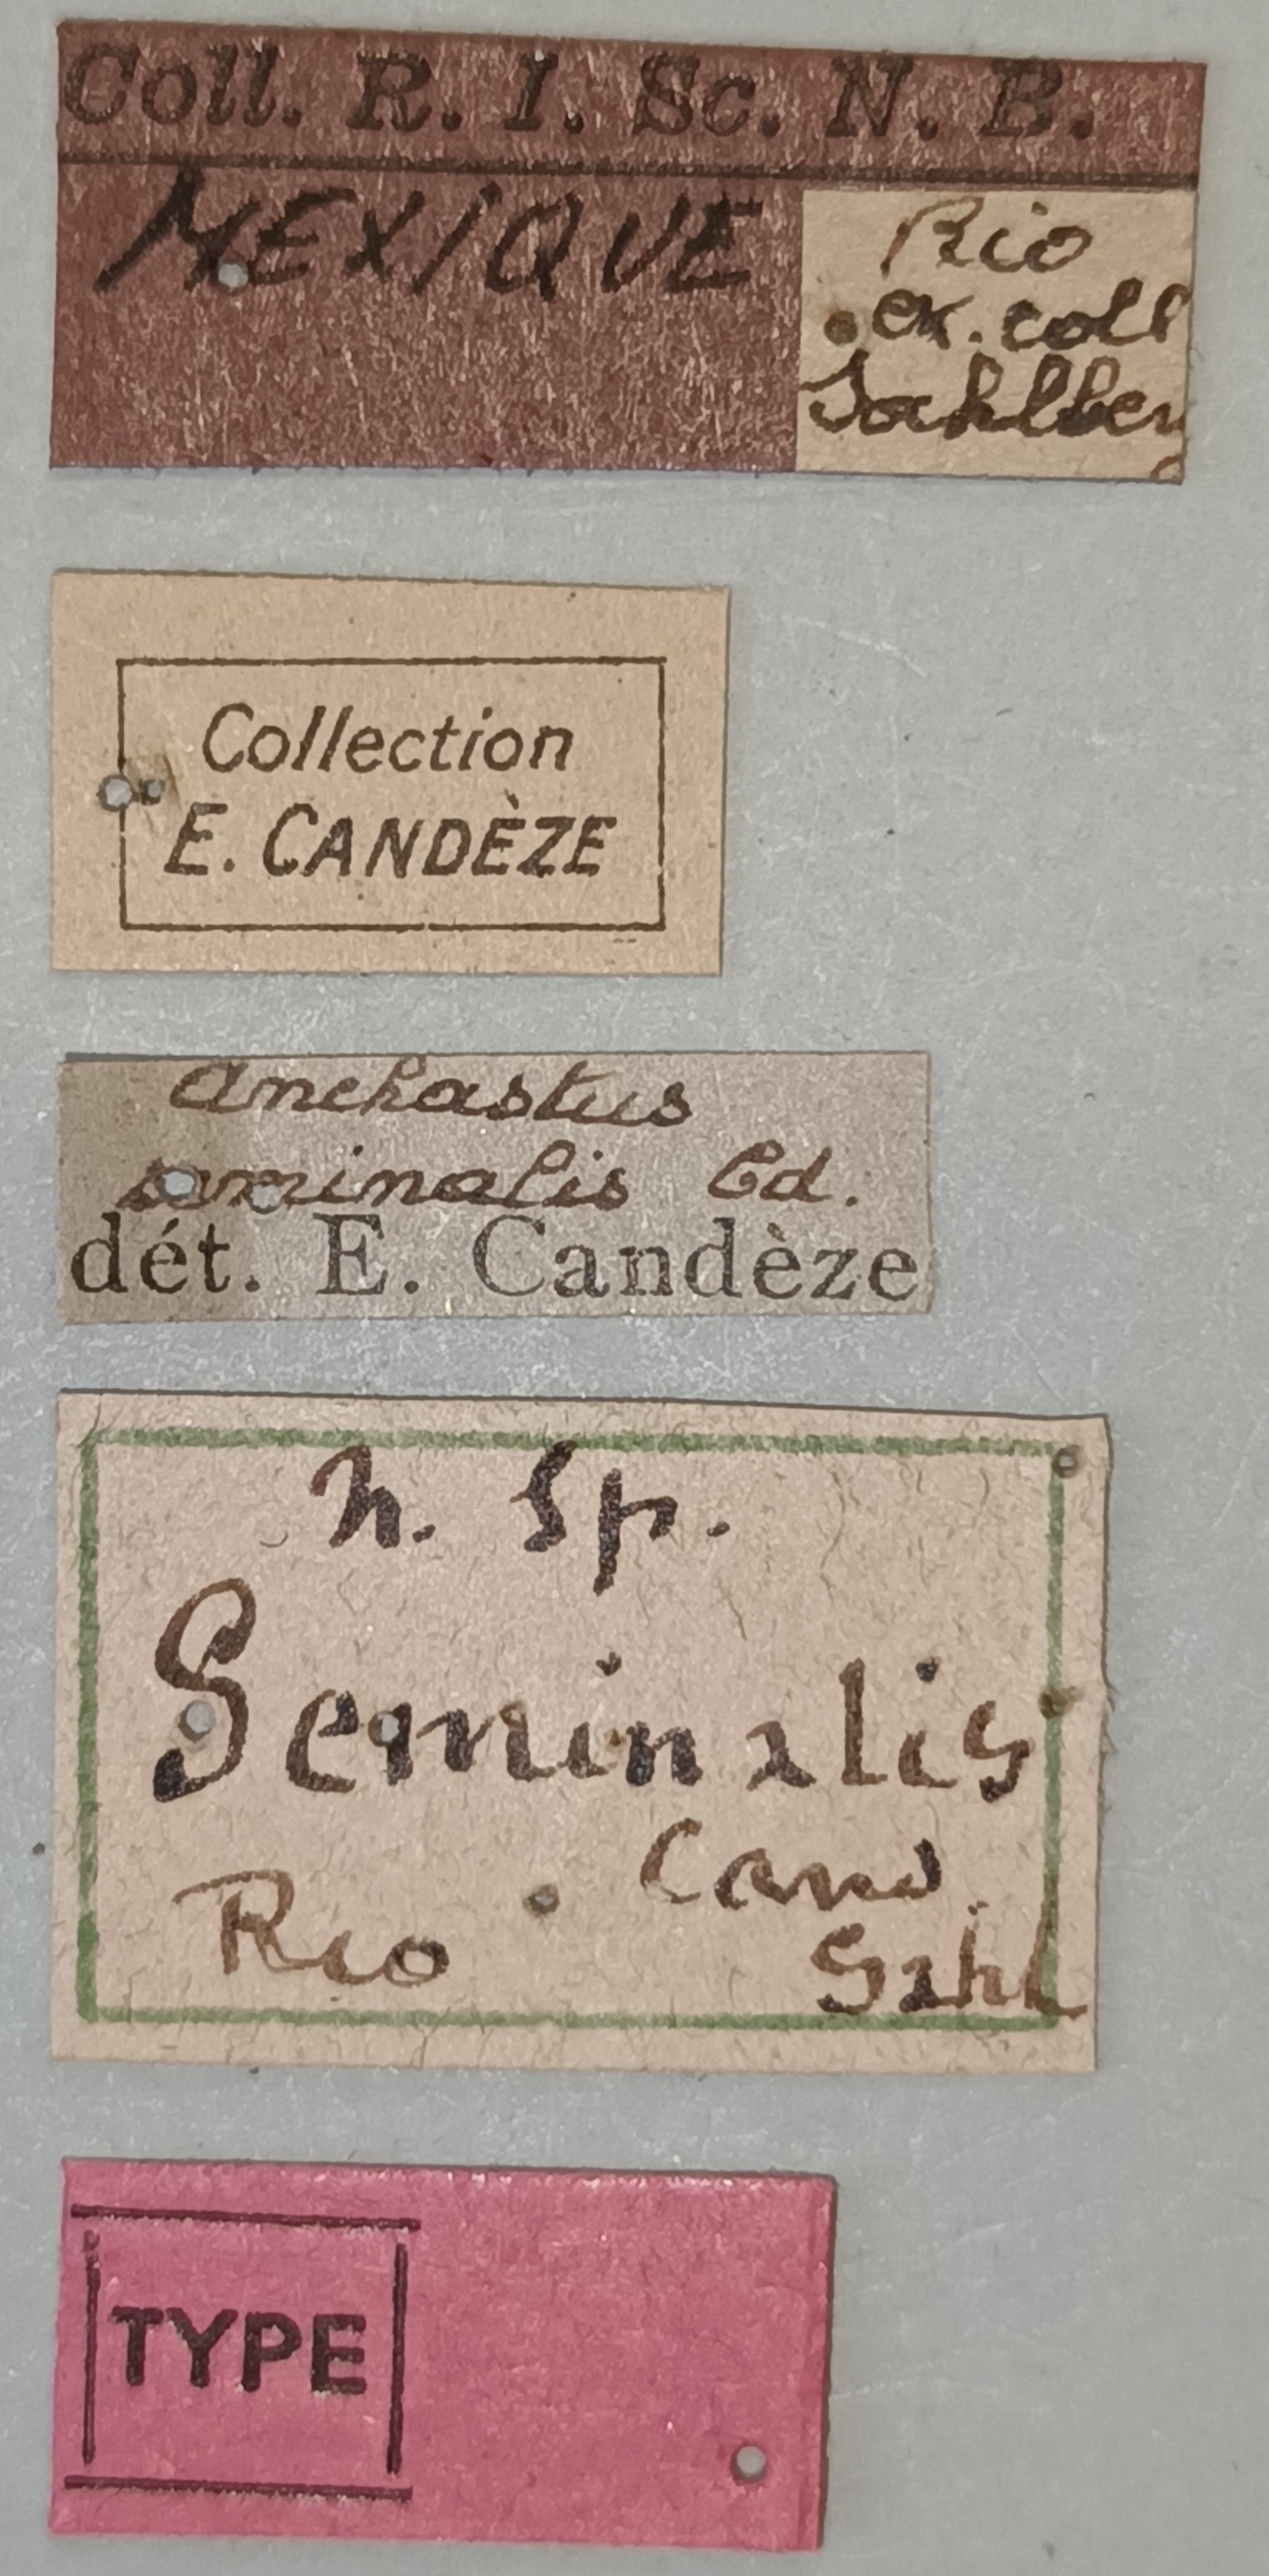 Coll. R. I. Sc. N. B.
MEXIQUE
Rio
ex. coll
Sahlberg
Collection
E. CANDÈZE
Anchastus
seminalis Cd.
dét. E. Candèze
n. sp.
Seminalis
Cand.
Rio
Sahl
TYPE